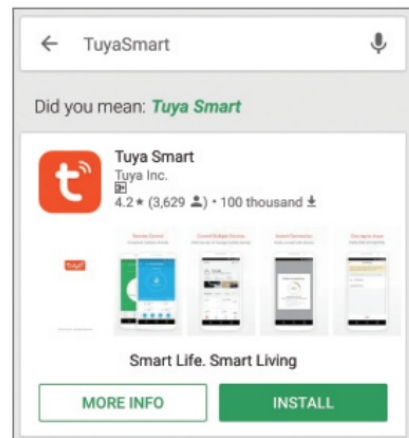 TuyaSmart
Did you mean: Tuya Smart
Tuya Smart
Tuya Inc.
3+
4.2★ (3,629 👤) • 100 thousand ⬇
Smart Life. Smart Living
MORE INFO
INSTALL